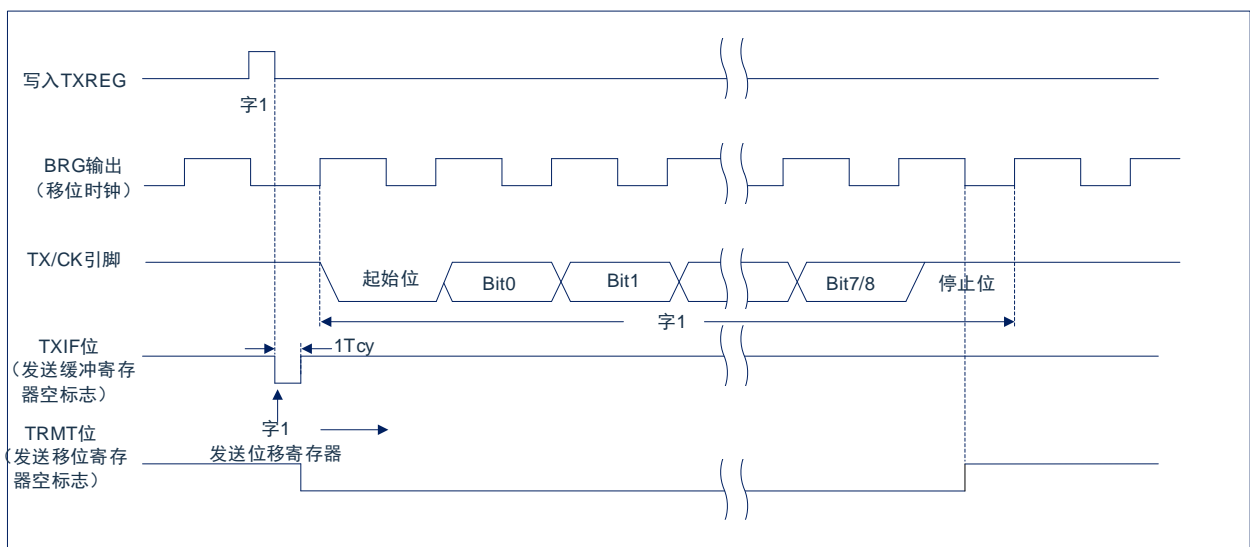 写入TXREG
字1
BRG输出
（移位时钟）
TX/CK引脚
起始位
Bit0
Bit1
Bit7/8
停止位
字1
TXIF位
（发送缓冲寄存
器空标志）
1Tcy
字1
发送位移寄存器
TRMT位
（发送移位寄存
器空标志）